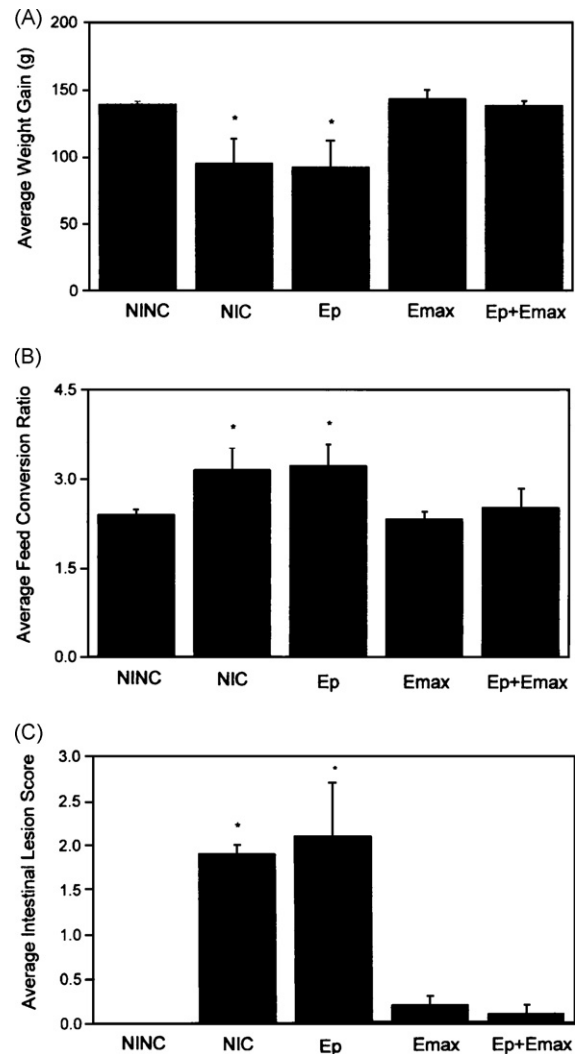 (A)
Average Weight Gain (g)
200
150
100
50
0
* *
NINC NIC Ep Emax Ep+Emax
(B)
Average Feed Conversion Ratio
4.5
3.0
1.5
0.0
* *
NINC NIC Ep Emax Ep+Emax
(C)
Average Intestinal Lesion Score
3.0
2.5
2.0
1.5
1.0
0.5
0.0
* *
NINC NIC Ep Emax Ep+Emax